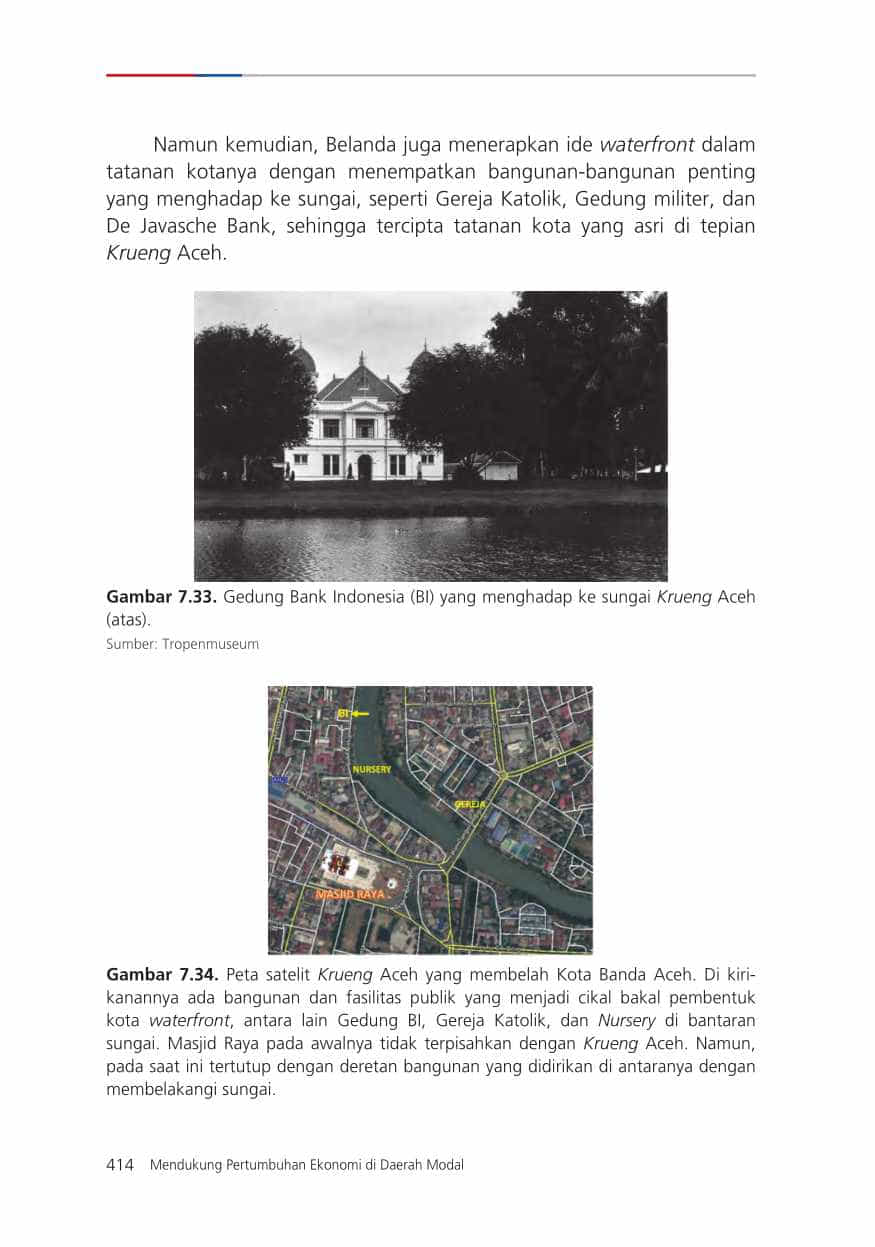 Namun kemudian, Belanda juga menerapkan ide waterfront dalam
tatanan kotanya dengan menempatkan bangunan-bangunan penting
yang menghadap ke sungai, seperti Gereja Katolik, Gedung militer, dan
De Javasche Bank, sehingga tercipta tatanan kota yang asri di tepian
Krueng Aceh.
Gambar 7.33. Gedung Bank Indonesia (BI) yang menghadap ke sungai Krueng Aceh
(atas).
Sumber: Tropenmuseum
BI
NURSERY
GEREJA
MASJID RAYA
Gambar 7.34. Peta satelit Krueng Aceh yang membelah Kota Banda Aceh. Di kiri-
kanannya ada bangunan dan fasilitas publik yang menjadi cikal bakal pembentuk
kota waterfront, antara lain Gedung BI, Gereja Katolik, dan Nursery di bantaran
sungai. Masjid Raya pada awalnya tidak terpisahkan dengan Krueng Aceh. Namun,
pada saat ini tertutup dengan deretan bangunan yang didirikan di antaranya dengan
membelakangi sungai.
414 Mendukung Pertumbuhan Ekonomi di Daerah Modal